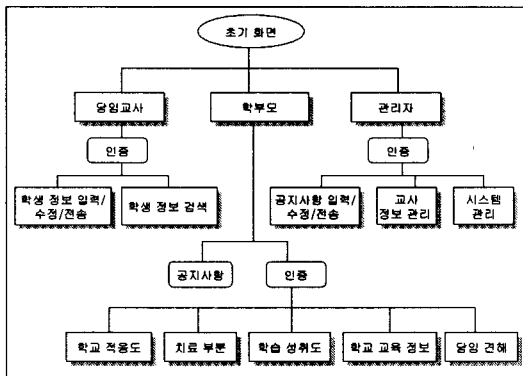 초기 화면
담임교사
학부모
관리자
인증
인증
학생 정보 입력/
수정/전송
학생 정보 검색
공지사항 입력/
수정/전송
교사
정보 관리
시스템
관리
공지사항
인증
학교 적응도
치료 부분
학습 성취도
학교 교육 정보
담임 견해